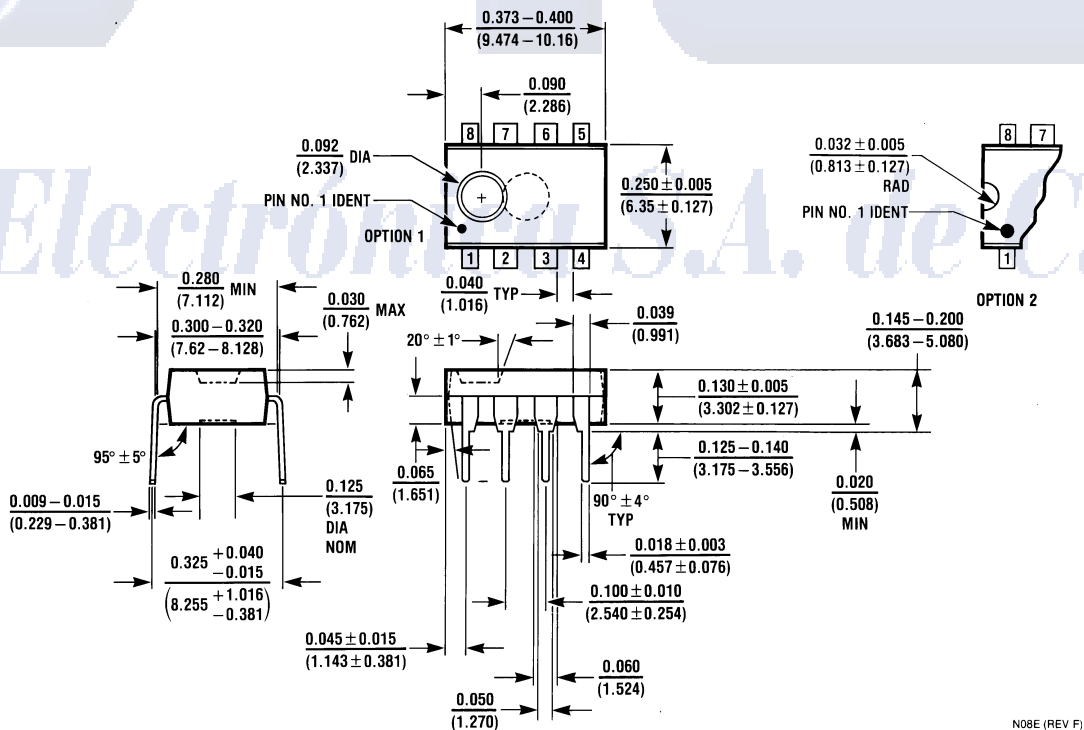 0.373 – 0.400
(9.474 – 10.16)
0.090
(2.286)
8 7 6 5
0.092
(2.337) DIA
PIN NO. 1 IDENT
OPTION 1
1 2 3 4
0.250 ± 0.005
(6.35 ± 0.127)
8 7
0.032 ± 0.005
(0.813 ± 0.127)
RAD
PIN NO. 1 IDENT
1
OPTION 2
Electrónica S.A. de C.
0.280
(7.112) MIN
0.300 – 0.320
(7.62 – 8.128)
0.030
(0.762) MAX
0.040
(1.016) TYP
0.039
(0.991)
20° ± 1°
0.145 – 0.200
(3.683 – 5.080)
0.130 ± 0.005
(3.302 ± 0.127)
0.125 – 0.140
(3.175 – 3.556)
0.020
(0.508)
MIN
95° ± 5°
0.009 – 0.015
(0.229 – 0.381)
0.125
(3.175)
DIA
NOM
0.065
(1.651)
90° ± 4°
TYP
0.325 +0.040
–0.015
(8.255 +1.016
–0.381)
0.018 ± 0.003
(0.457 ± 0.076)
0.100 ± 0.010
(2.540 ± 0.254)
0.045 ± 0.015
(1.143 ± 0.381)
0.060
(1.524)
0.050
(1.270)
N08E (REV F)